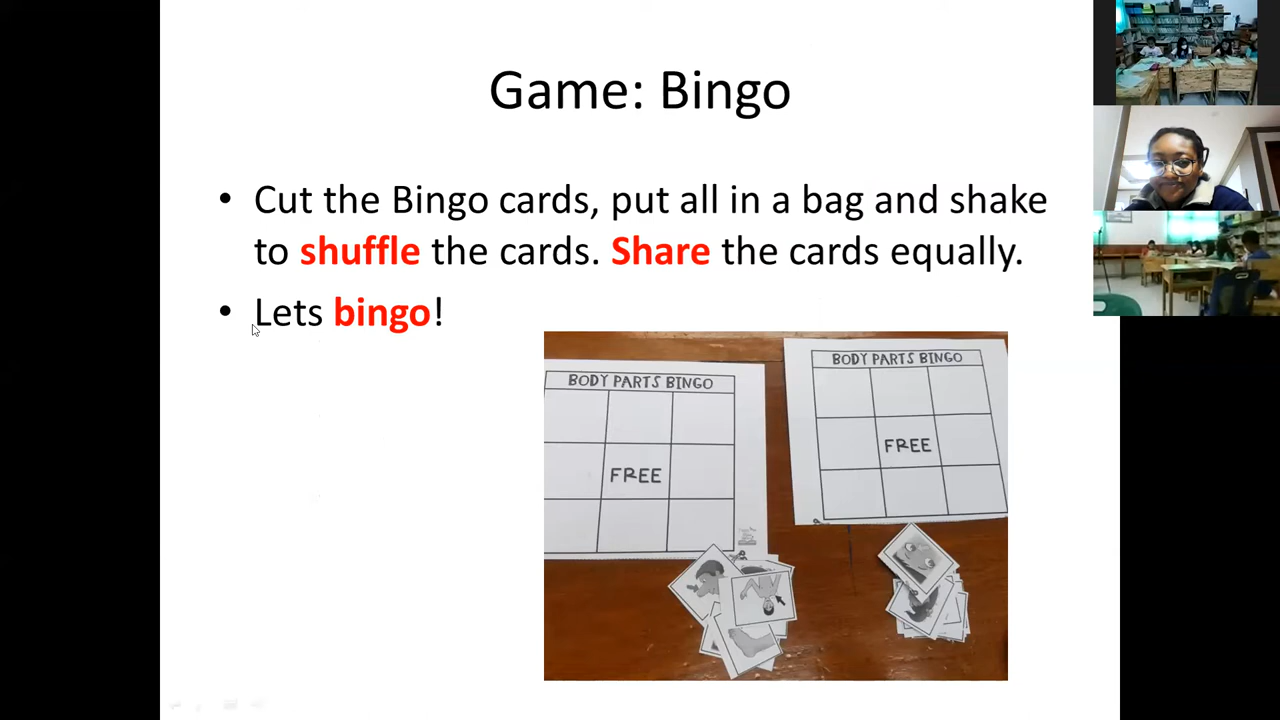 Game: Bingo
• Cut the Bingo cards, put all in a bag and shake
to shuffle the cards. Share the cards equally.
• Lets bingo!
BODY PARTS BINGO
FREE
BODY PARTS BINGO
FREE